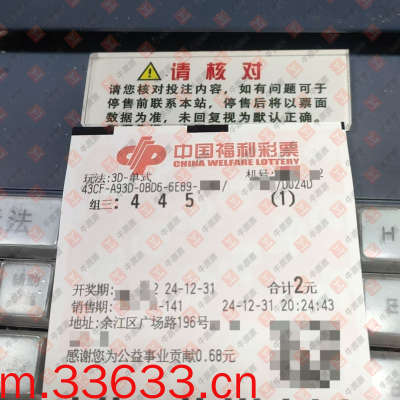 请核对
请您核对投注内容，如有问题可于
停售前联系本站，停售后将以票面
数据为准，未回复视为默认正确。
中国福利彩票
CHINA WELFARE LOTTERY
玩法:3D-单式
43CF-A93D-0BD6-6E89- / /00240
组三: 4 4 5 (1)
开奖期: 2 24-12-31 合计2元
销售期: -141 24-12-31 20:24:43
地址:余江区广场路196号
感谢您为公益事业贡献0.68元
m.33633.cn
法